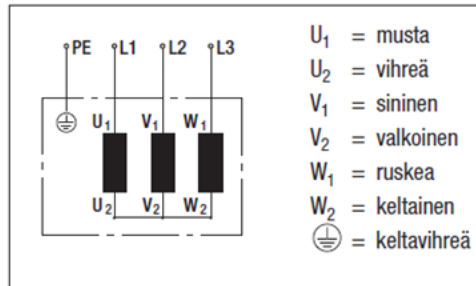 PE L1 L2 L3
U₁ V₁ W₁
U₂ V₂ W₂
U₁ = musta
U₂ = vihreä
V₁ = sininen
V₂ = valkoinen
W₁ = ruskea
W₂ = keltainen
⏚ = keltavihreä